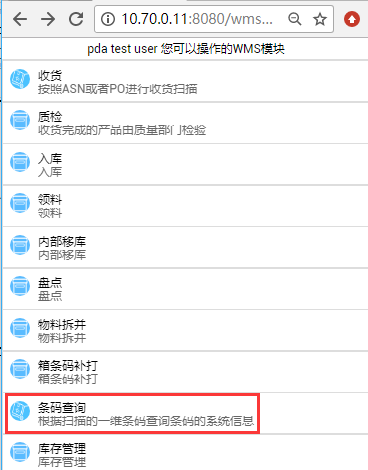 10.70.0.11:8080/wms...
pda test user 您可以操作的WMS模块
收货
按照ASN或者PO进行收货扫描
质检
收货完成的产品由质量部门检验
入库
入库
领料
领料
内部移库
内部移库
盘点
盘点
物料拆并
物料拆并
箱条码补打
箱条码补打
条码查询
根据扫描的一维条码查询条码的系统信息
库存管理
库存管理